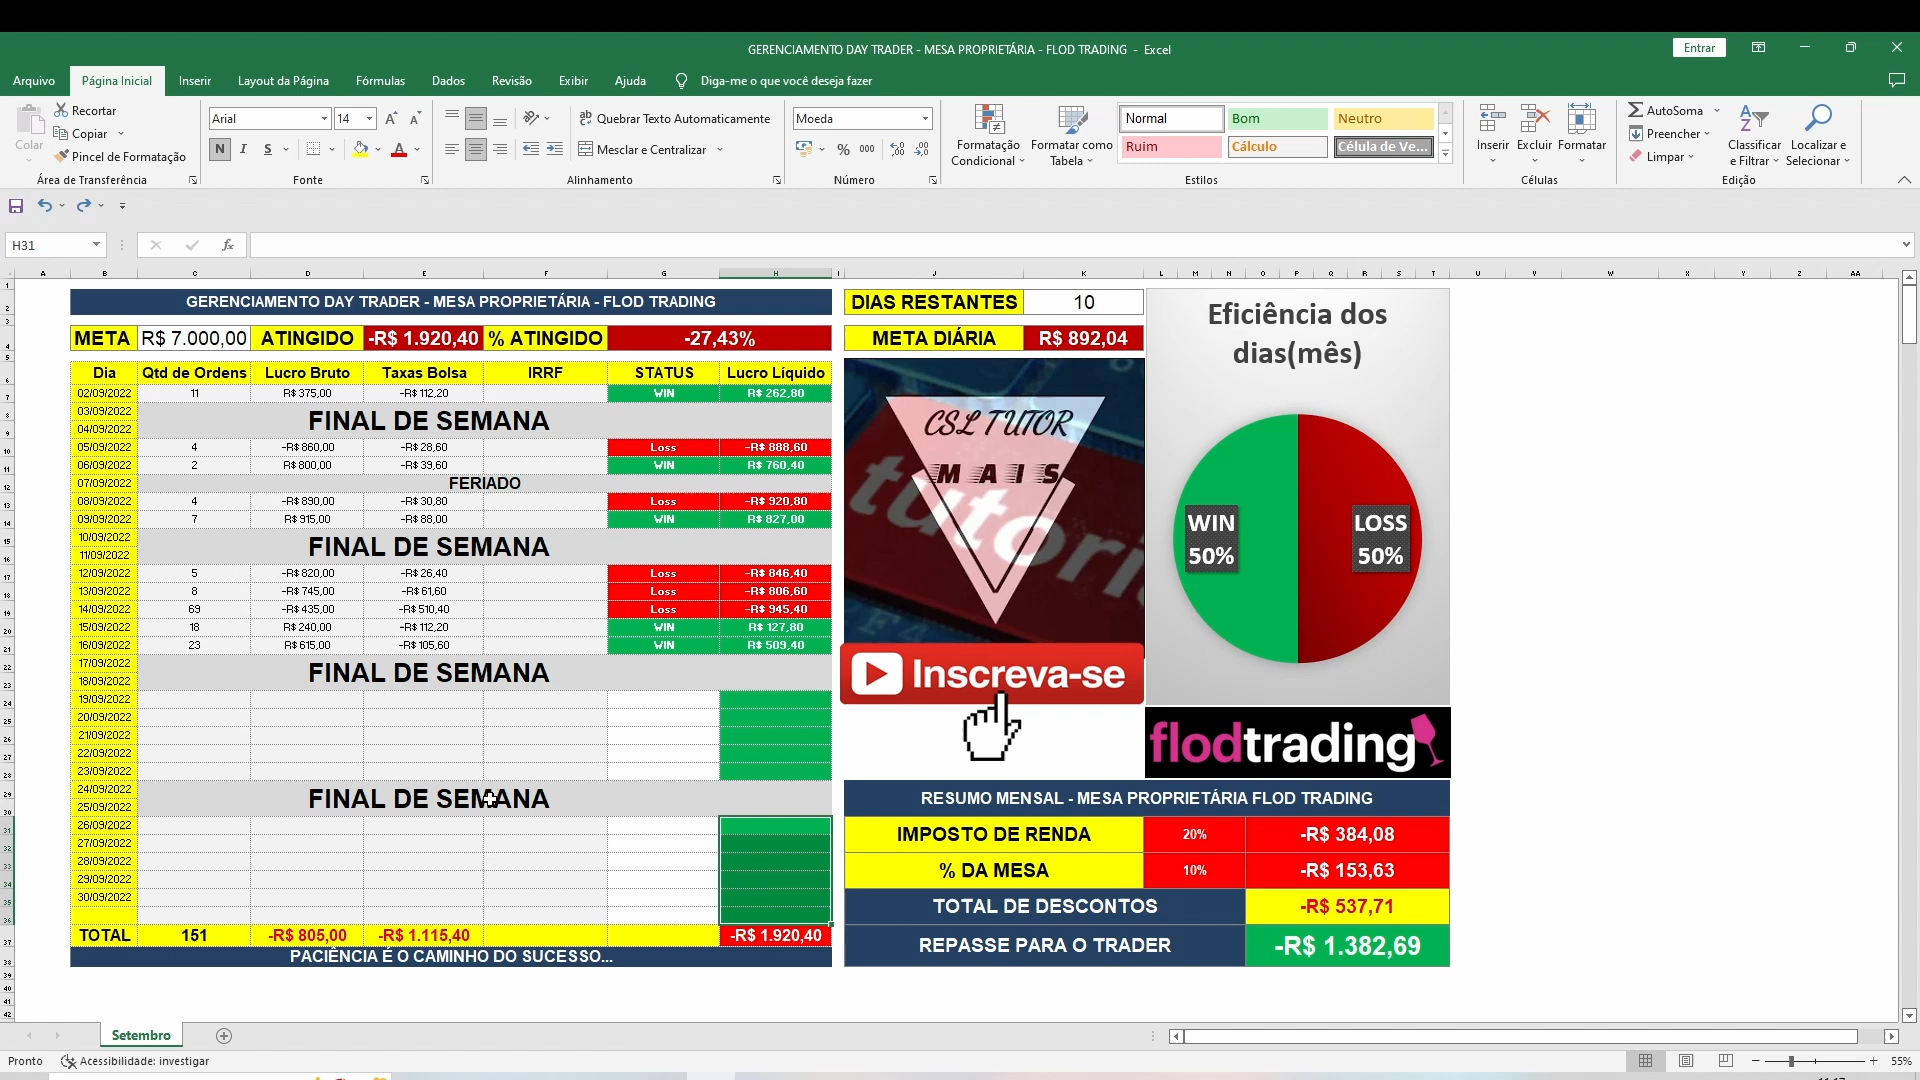 GERENCIAMENTO DAY TRADER - MESA PROPRIETÁRIA - FLOD TRADING - Excel
Entrar
Arquivo Página Inicial Inserir Layout da Página Fórmulas Dados Revisão Exibir Ajuda Diga-me o que você deseja fazer
Colar
Recortar
Copiar
Pincel de Formatação
Área de Transferência
Arial 14
N I S
Fonte
Quebrar Texto Automaticamente
Mesclar e Centralizar
Alinhamento
Moeda
% 000
Número
Formatação Condicional
Formatar como Tabela
Normal Bom Neutro
Ruim Cálculo Célula de Ve...
Estilos
Inserir Excluir Formatar
Células
AutoSoma
Preencher
Limpar
Classificar e Filtrar
Localizar e Selecionar
Edição
H31
fx
A B C D E F G H I J K L M N O P Q R S T U V W X Y Z AA
GERENCIAMENTO DAY TRADER - MESA PROPRIETÁRIA - FLOD TRADING
META R$ 7.000,00 ATINGIDO -R$ 1.920,40 % ATINGIDO -27,43%
Dia Qtd de Ordens Lucro Bruto Taxas Bolsa IRRF STATUS Lucro Líquido
02/09/2022 11 R$ 375,00 -R$ 112,20 WIN R$ 262,80
03/09/2022
FINAL DE SEMANA
04/09/2022
05/09/2022 4 -R$ 860,00 -R$ 28,60 Loss -R$ 888,60
06/09/2022 2 R$ 800,00 -R$ 39,60 WIN R$ 760,40
07/09/2022 FERIADO
08/09/2022 4 -R$ 890,00 -R$ 30,80 Loss -R$ 920,80
09/09/2022 7 R$ 915,00 -R$ 88,00 WIN R$ 827,00
10/09/2022
FINAL DE SEMANA
11/09/2022
12/09/2022 5 -R$ 820,00 -R$ 26,40 Loss -R$ 846,40
13/09/2022 8 -R$ 745,00 -R$ 61,60 Loss -R$ 806,60
14/09/2022 69 -R$ 435,00 -R$ 510,40 Loss -R$ 945,40
15/09/2022 18 R$ 240,00 -R$ 112,20 WIN R$ 127,80
16/09/2022 23 R$ 615,00 -R$ 105,60 WIN R$ 509,40
17/09/2022
FINAL DE SEMANA
18/09/2022
19/09/2022
20/09/2022
21/09/2022
22/09/2022
23/09/2022
24/09/2022
FINAL DE SEMANA
25/09/2022
26/09/2022
27/09/2022
28/09/2022
29/09/2022
30/09/2022
TOTAL 151 -R$ 805,00 -R$ 1.115,40 -R$ 1.920,40
PACIÊNCIA É O CAMINHO DO SUCESSO...
DIAS RESTANTES 10
META DIÁRIA R$ 892,04
CSL TUTOR
MAIS
Inscreva-se
Eficiência dos
dias(mês)
WIN
50%
LOSS
50%
flodtrading
RESUMO MENSAL - MESA PROPRIETÁRIA FLOD TRADING
IMPOSTO DE RENDA 20% -R$ 384,08
% DA MESA 10% -R$ 153,63
TOTAL DE DESCONTOS -R$ 537,71
REPASSE PARA O TRADER -R$ 1.382,69
Setembro
Pronto Acessibilidade: investigar
55%